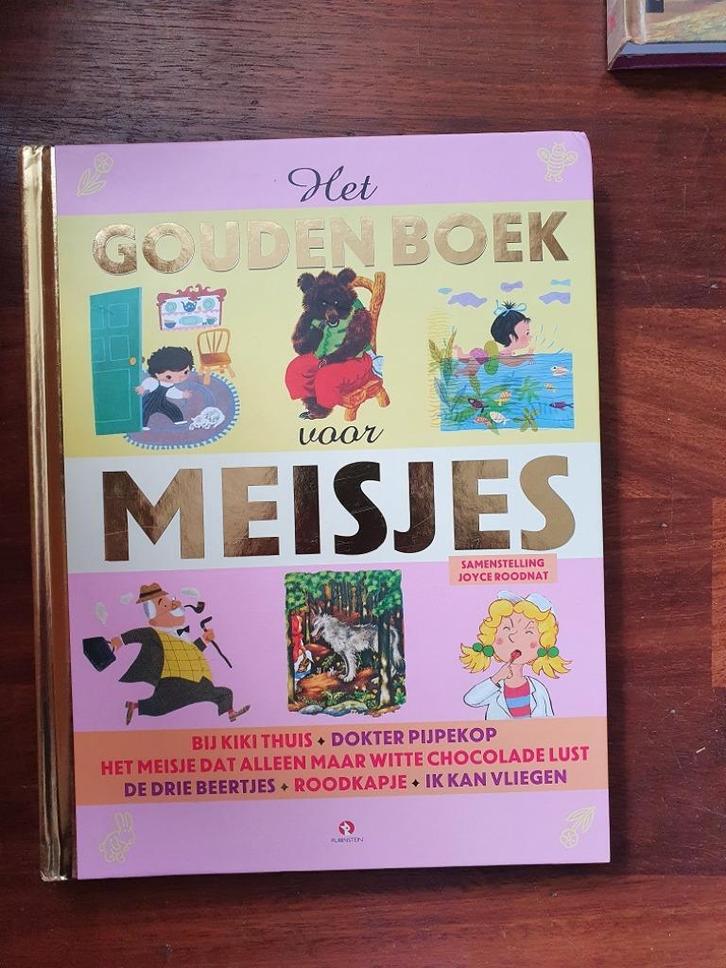 Het
GOUDEN BOEK
voor
MEISJES
SAMENSTELLING
JOYCE ROODNAT
BIJ KIKI THUIS ✦ DOKTER PIJPEKOP
HET MEISJE DAT ALLEEN MAAR WITTE CHOCOLADE LUST
DE DRIE BEERTJES ✦ ROODKAPJE ✦ IK KAN VLIEGEN
RUBINSTEIN